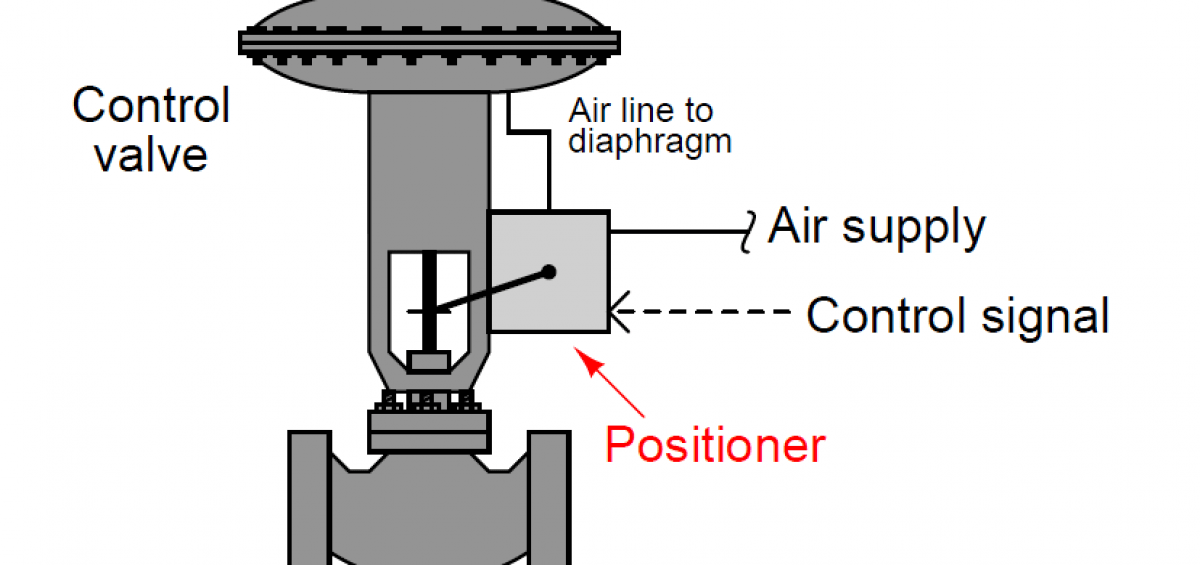 Control
valve
Air line to
diaphragm
Air supply
Control signal
Positioner